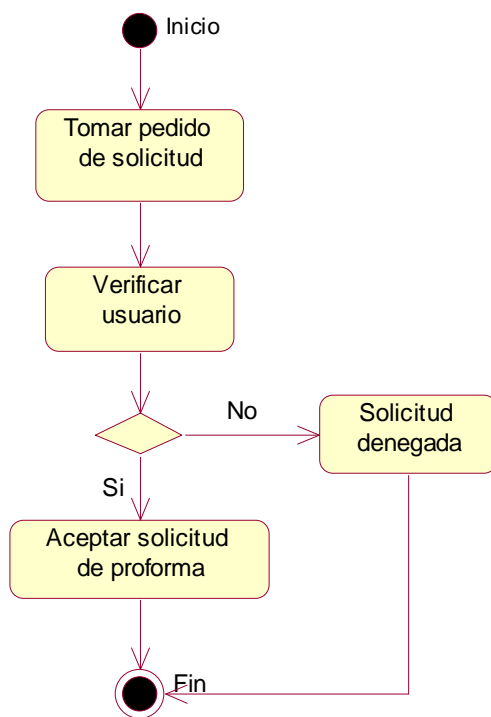 Inicio
Tomar pedido
de solicitud
Verificar
usuario
No
Solicitud
denegada
Si
Aceptar solicitud
de proforma
Fin